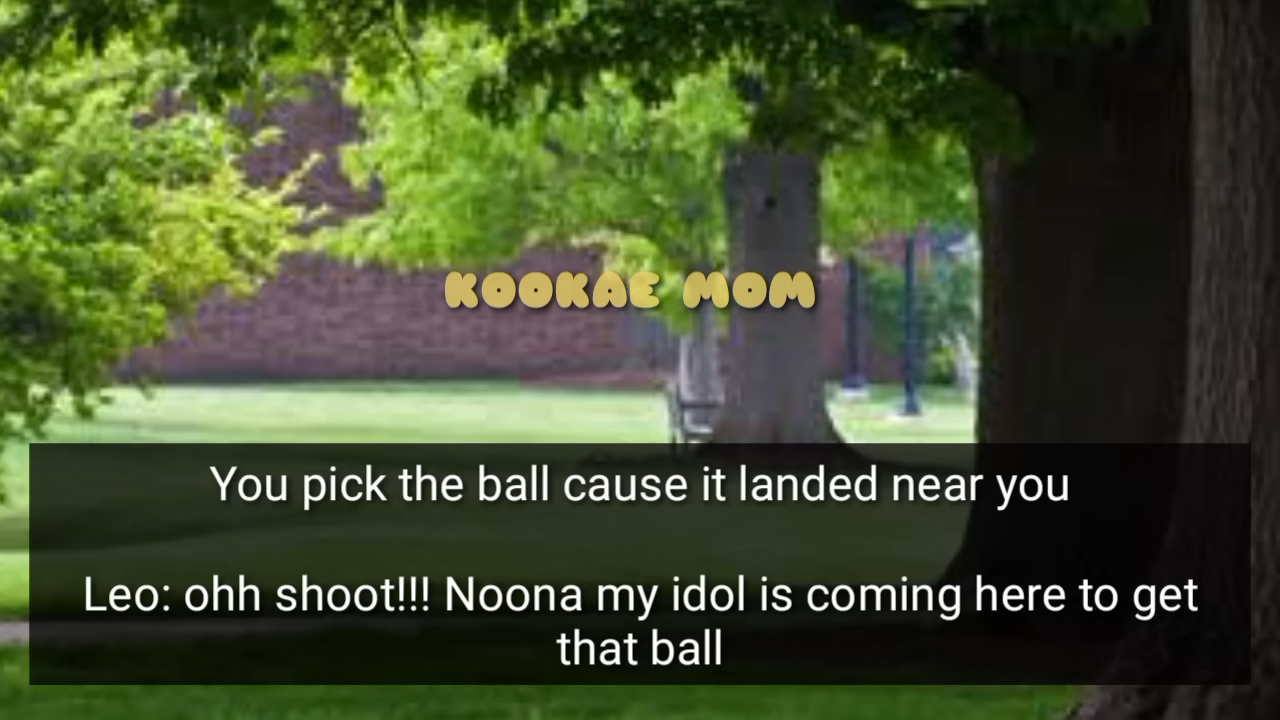 KOOKAE MOM
You pick the ball cause it landed near you
Leo: ohh shoot!!! Noona my idol is coming here to get
that ball